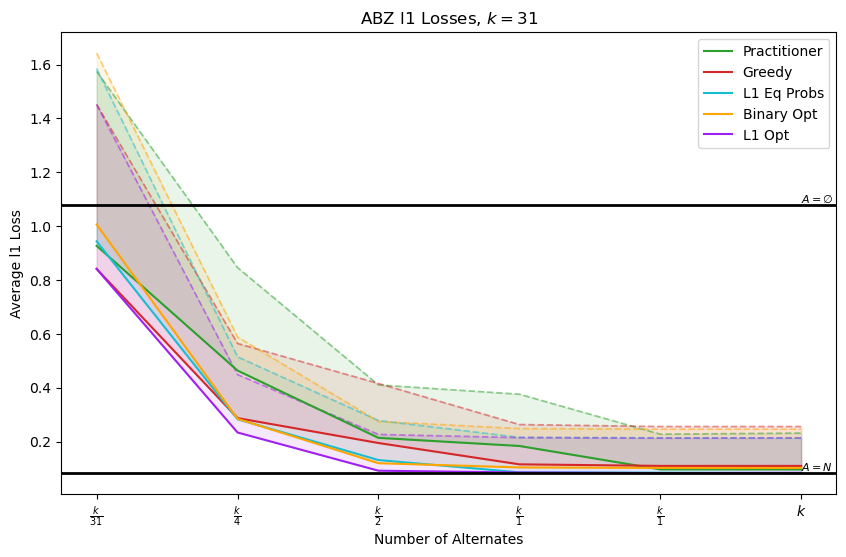 ABZ l1 Losses, k = 31
Practitioner
Greedy
L1 Eq Probs
Binary Opt
L1 Opt
1.6
1.4
1.2
1.0
0.8
0.6
0.4
0.2
Average l1 Loss
A = ∅
A = N
k/31 k/4 k/2 k/1 k/1 k
Number of Alternates